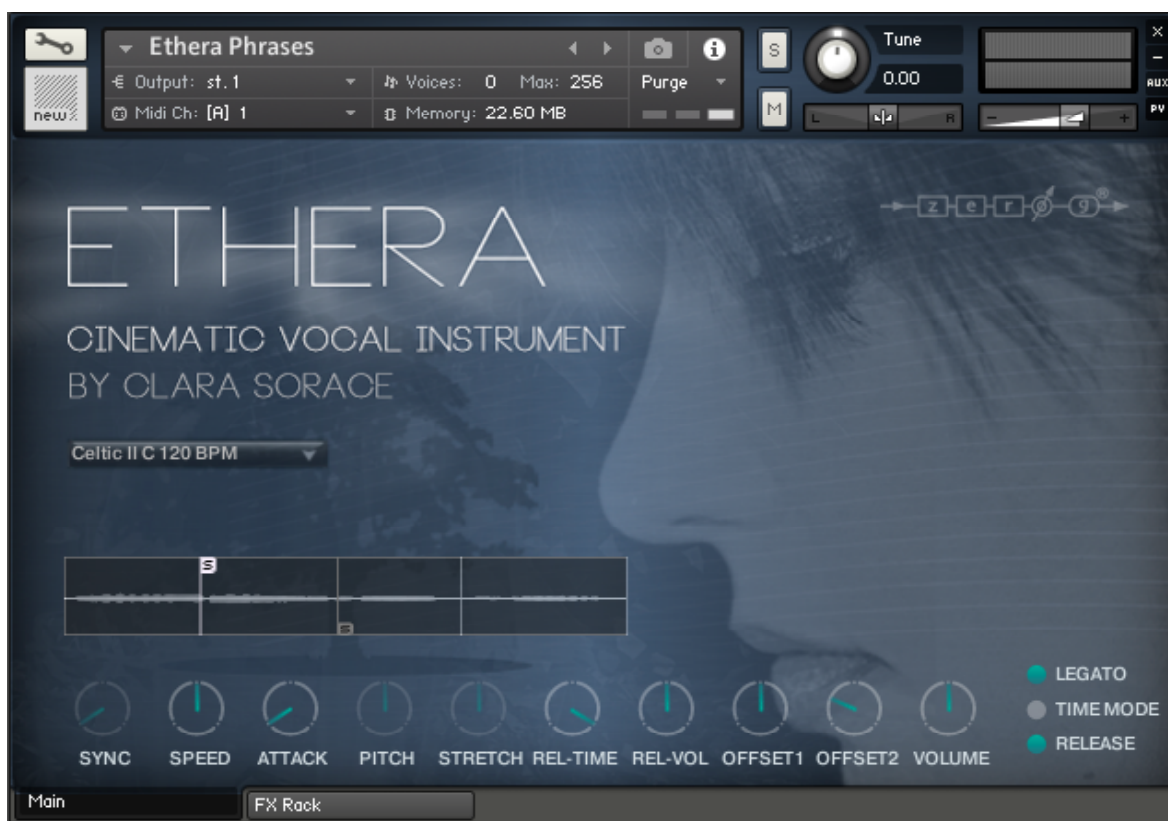 Ethera Phrases
S
Tune
X
Output: st. 1
Voices: 0 Max: 256
Purge
0.00
–
AUX
new
Midi Ch: [A] 1
Memory: 22.60 MB
M
L
R
– +
PV
ETHERA
z e r ø g®
CINEMATIC VOCAL INSTRUMENT
BY CLARA SORACE
Celtic II C 120 BPM
S
S
LEGATO
TIME MODE
RELEASE
SYNC SPEED ATTACK PITCH STRETCH REL-TIME REL-VOL OFFSET1 OFFSET2 VOLUME
Main
FX Rack